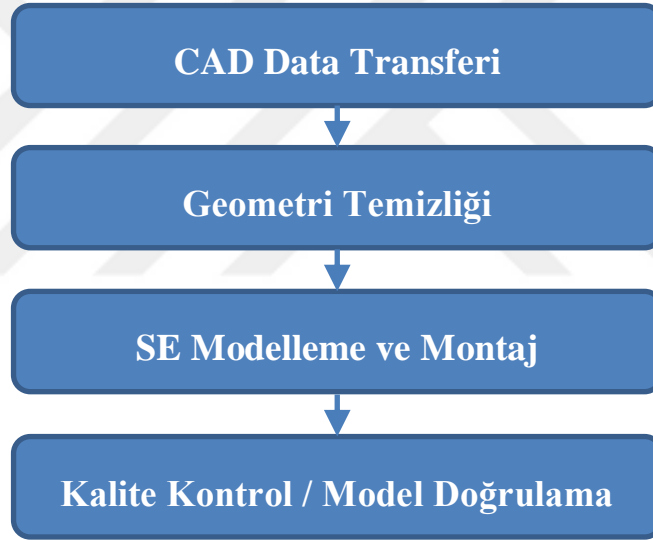 CAD Data Transferi
Geometri Temizliği
SE Modelleme ve Montaj
Kalite Kontrol / Model Doğrulama